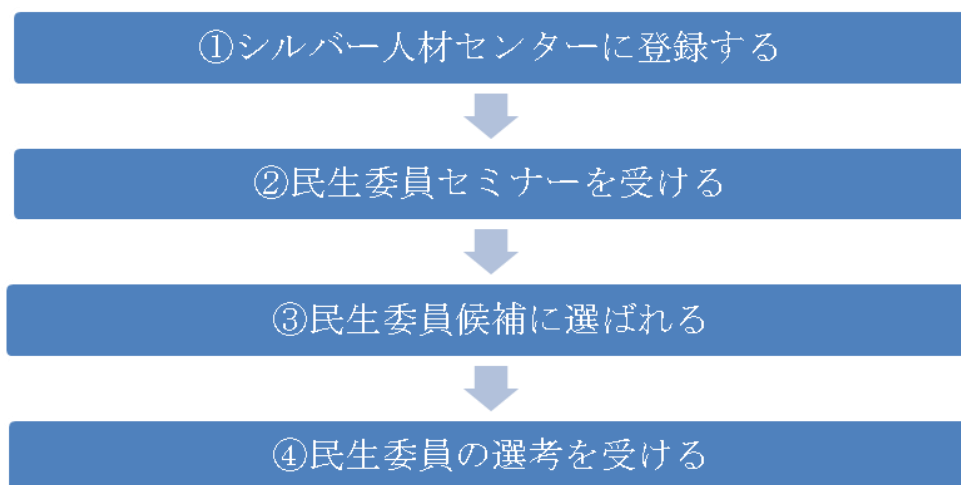 ①シルバー人材センターに登録する
②民生委員セミナーを受ける
③民生委員候補に選ばれる
④民生委員の選考を受ける